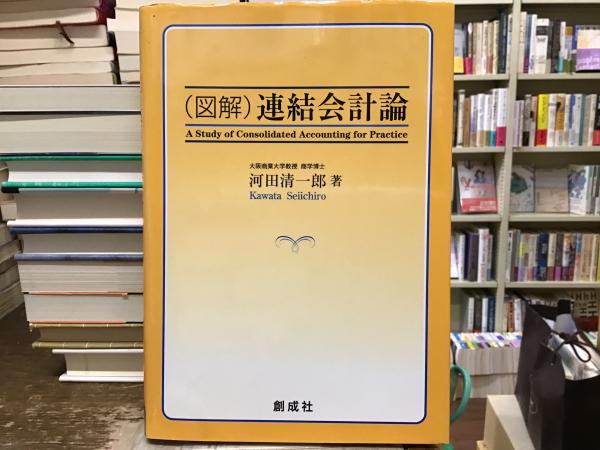 （図解）連結会計論
A Study of Consolidated Accounting for Practice
大阪商業大学教授 商学博士
河田清一郎 著
Kawata Seiichiro
創成社